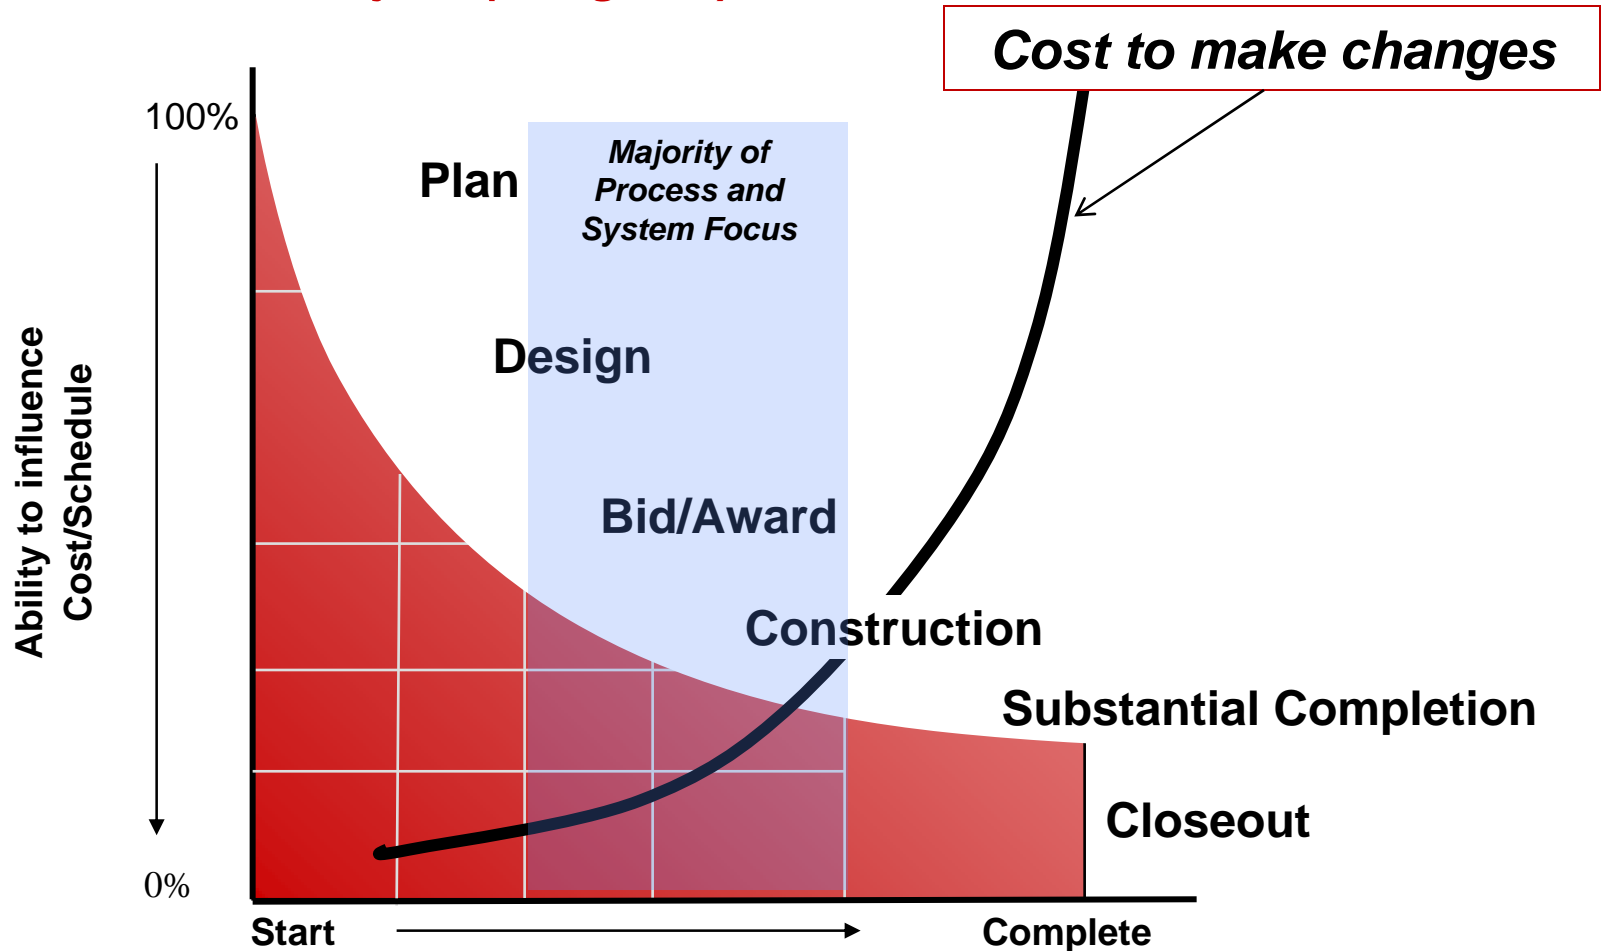 Cost to make changes
100%
Plan
Majority of
Process and
System Focus
Design
Ability to influence
Cost/Schedule
Bid/Award
Construction
Substantial Completion
Closeout
0%
Start
Complete